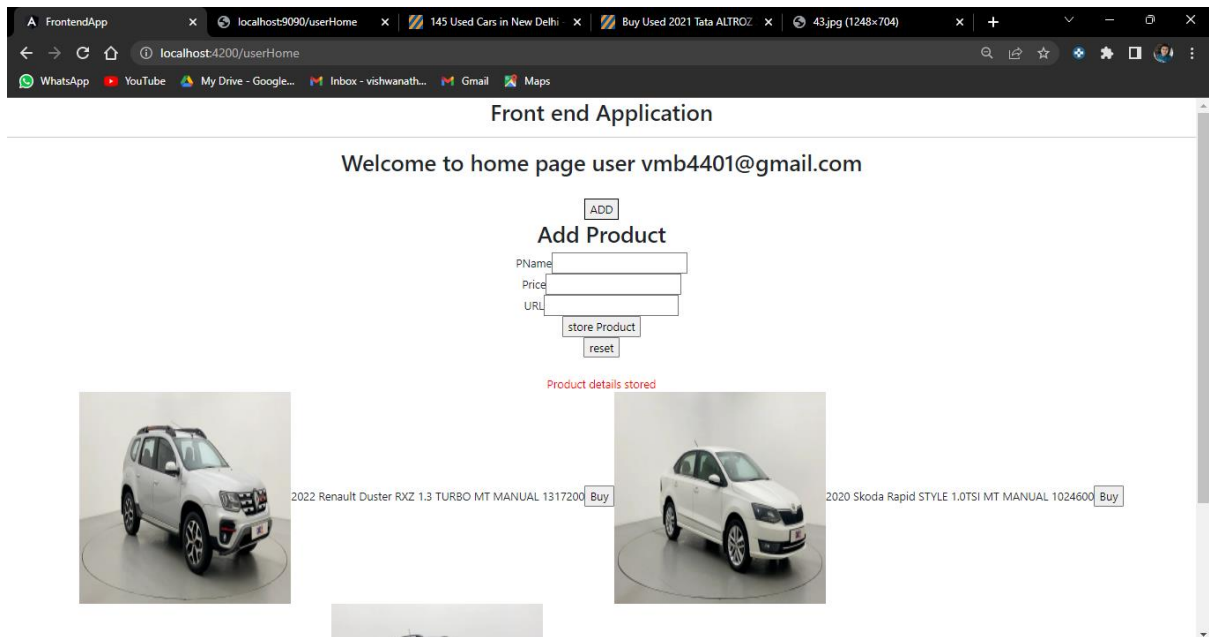 FrontendApp
localhost:9090/userHome
145 Used Cars in New Delhi -
Buy Used 2021 Tata ALTROZ
43.jpg (1248×704)
localhost:4200/userHome
WhatsApp
YouTube
My Drive - Google...
Inbox - vishwanath...
Gmail
Maps
Front end Application
Welcome to home page user vmb4401@gmail.com
ADD
Add Product
PName
Price
URL
store Product
reset
Product details stored
2022 Renault Duster RXZ 1.3 TURBO MT MANUAL 1317200 Buy
2020 Skoda Rapid STYLE 1.0TSI MT MANUAL 1024600 Buy